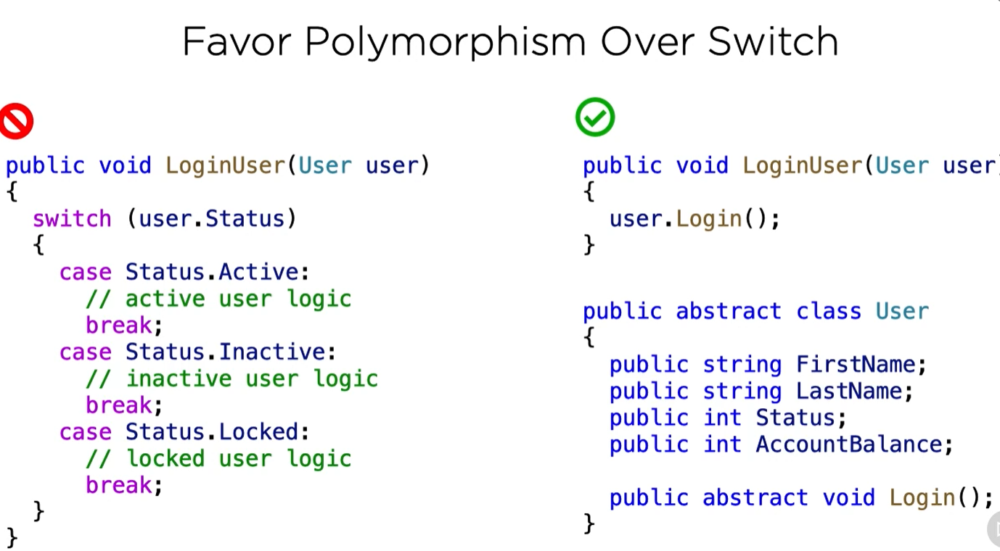 Favor Polymorphism Over Switch
public void LoginUser(User user)
{
  switch (user.Status)
  {
    case Status.Active:
      // active user logic
      break;
    case Status.Inactive:
      // inactive user logic
      break;
    case Status.Locked:
      // locked user logic
      break;
  }
}
public void LoginUser(User user)
{
  user.Login();
}
public abstract class User
{
  public string FirstName;
  public string LastName;
  public int Status;
  public int AccountBalance;
  public abstract void Login();
}